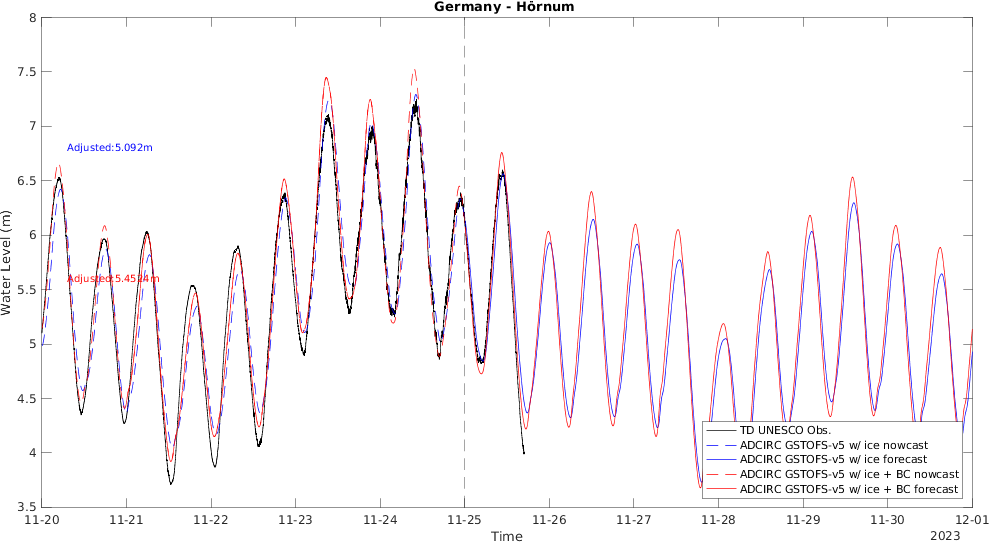 Germany - Hörnum
8
7.5
7
6.5
6
5.5
5
4.5
4
3.5
Water Level (m)
Adjusted:5.092m
TD UNESCO Obs.
ADCIRC GSTOFS-v5 w/ ice nowcast
ADCIRC GSTOFS-v5 w/ ice forecast
ADCIRC GSTOFS-v5 w/ ice + BC nowcast
ADCIRC GSTOFS-v5 w/ ice + BC forecast
11-20 11-21 11-22 11-23 11-24 11-25 11-26 11-27 11-28 11-29 11-30 12-01
Time
2023